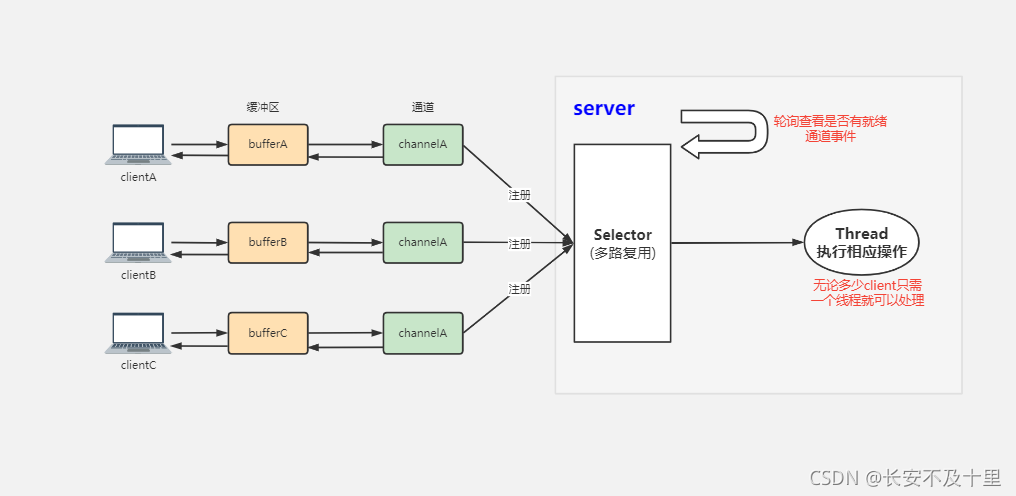 缓冲区
通道
server
轮询查看是否有就绪
通道事件
bufferA
channelA
clientA
注册
bufferB
channelA
clientB
注册
Selector
(多路复用)
Thread
执行相应操作
无论多少client只需
一个线程就可以处理
注册
bufferC
channelA
clientC
CSDN @长安不及十里